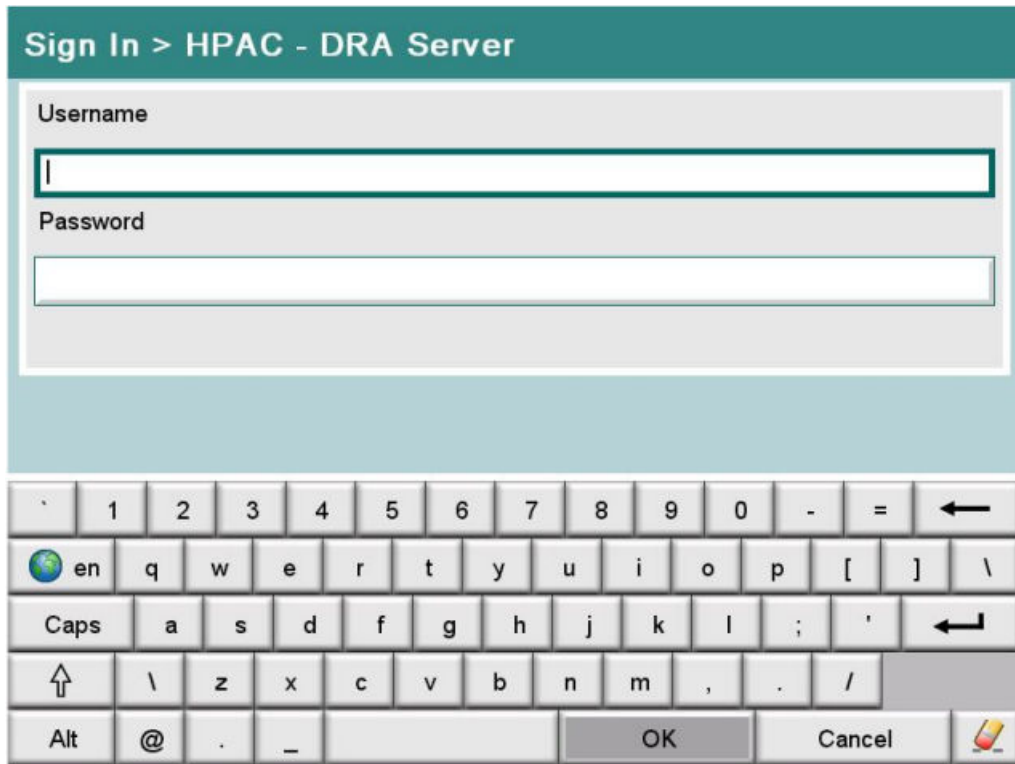 Sign In > HPAC - DRA Server
Username
Password
` 1 2 3 4 5 6 7 8 9 0 - =
en q w e r t y u i o p [ ] \
Caps a s d f g h j k l ; '
\ z x c v b n m , . /
Alt @ . _ OK Cancel